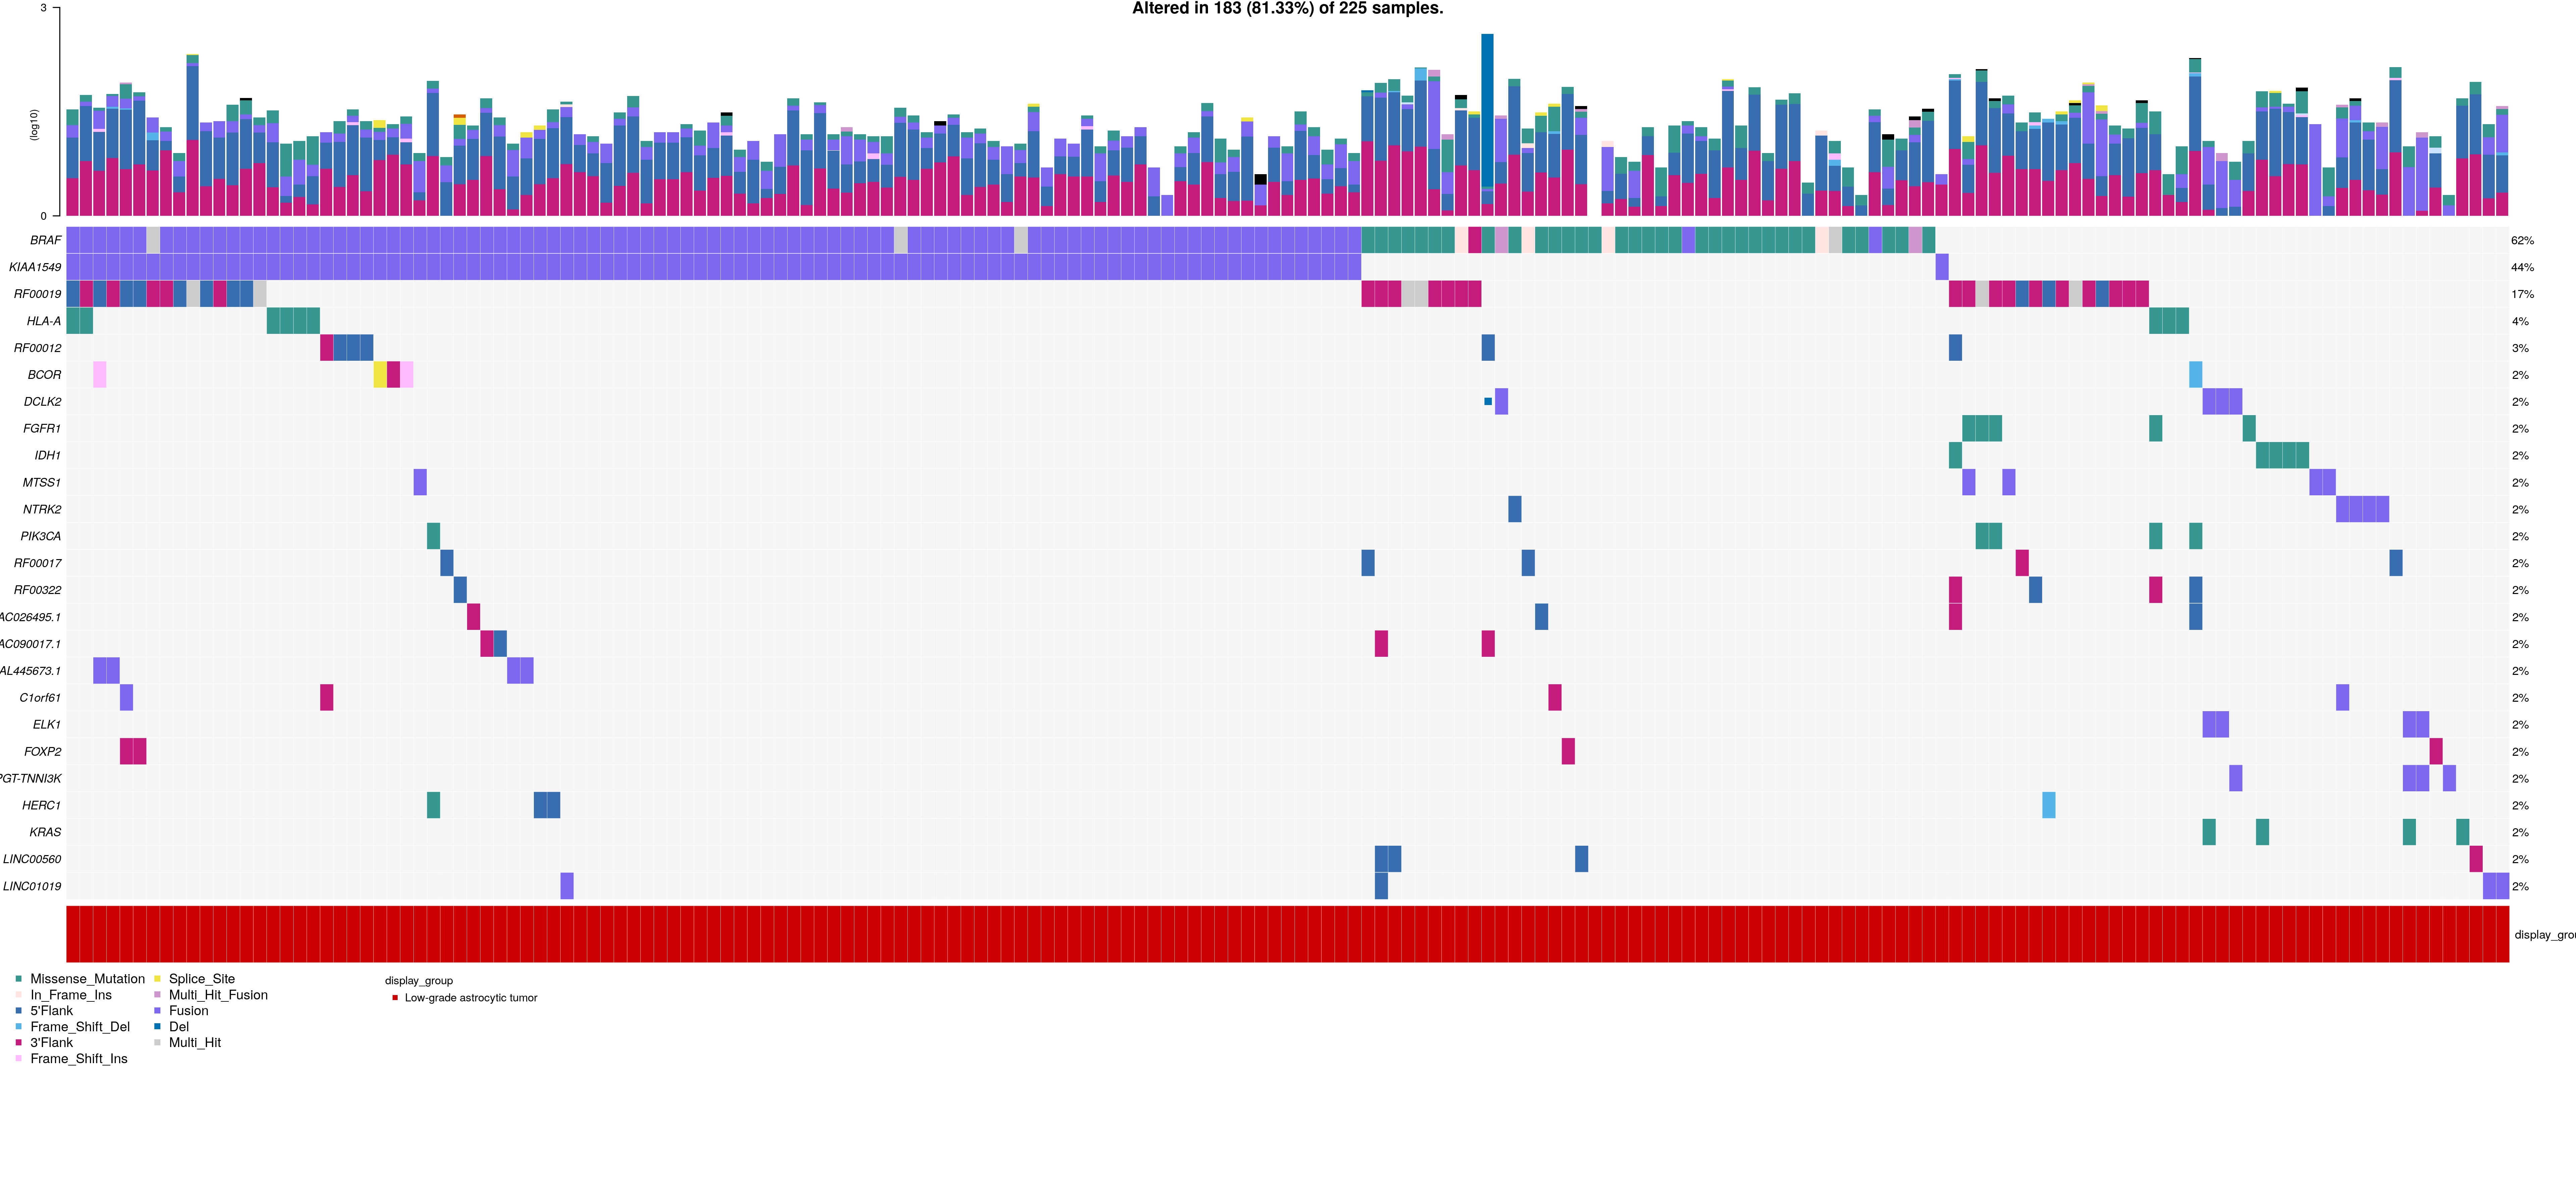 Altered in 183 (81.33%) of 225 samples.
3
(log10)
0
BRAF 62%
KIAA1549 44%
RF00019 17%
HLA-A 4%
RF00012 3%
BCOR 2%
DCLK2 2%
FGFR1 2%
IDH1 2%
MTSS1 2%
NTRK2 2%
PIK3CA 2%
RF00017 2%
RF00322 2%
AC026495.1 2%
AC090017.1 2%
AL445673.1 2%
C1orf61 2%
ELK1 2%
FOXP2 2%
PGT-TNNI3K 2%
HERC1 2%
KRAS 2%
LINC00560 2%
LINC01019 2%
display_grou
Missense_Mutation
In_Frame_Ins
5'Flank
Frame_Shift_Del
3'Flank
Frame_Shift_Ins
Splice_Site
Multi_Hit_Fusion
Fusion
Del
Multi_Hit
display_group
Low-grade astrocytic tumor